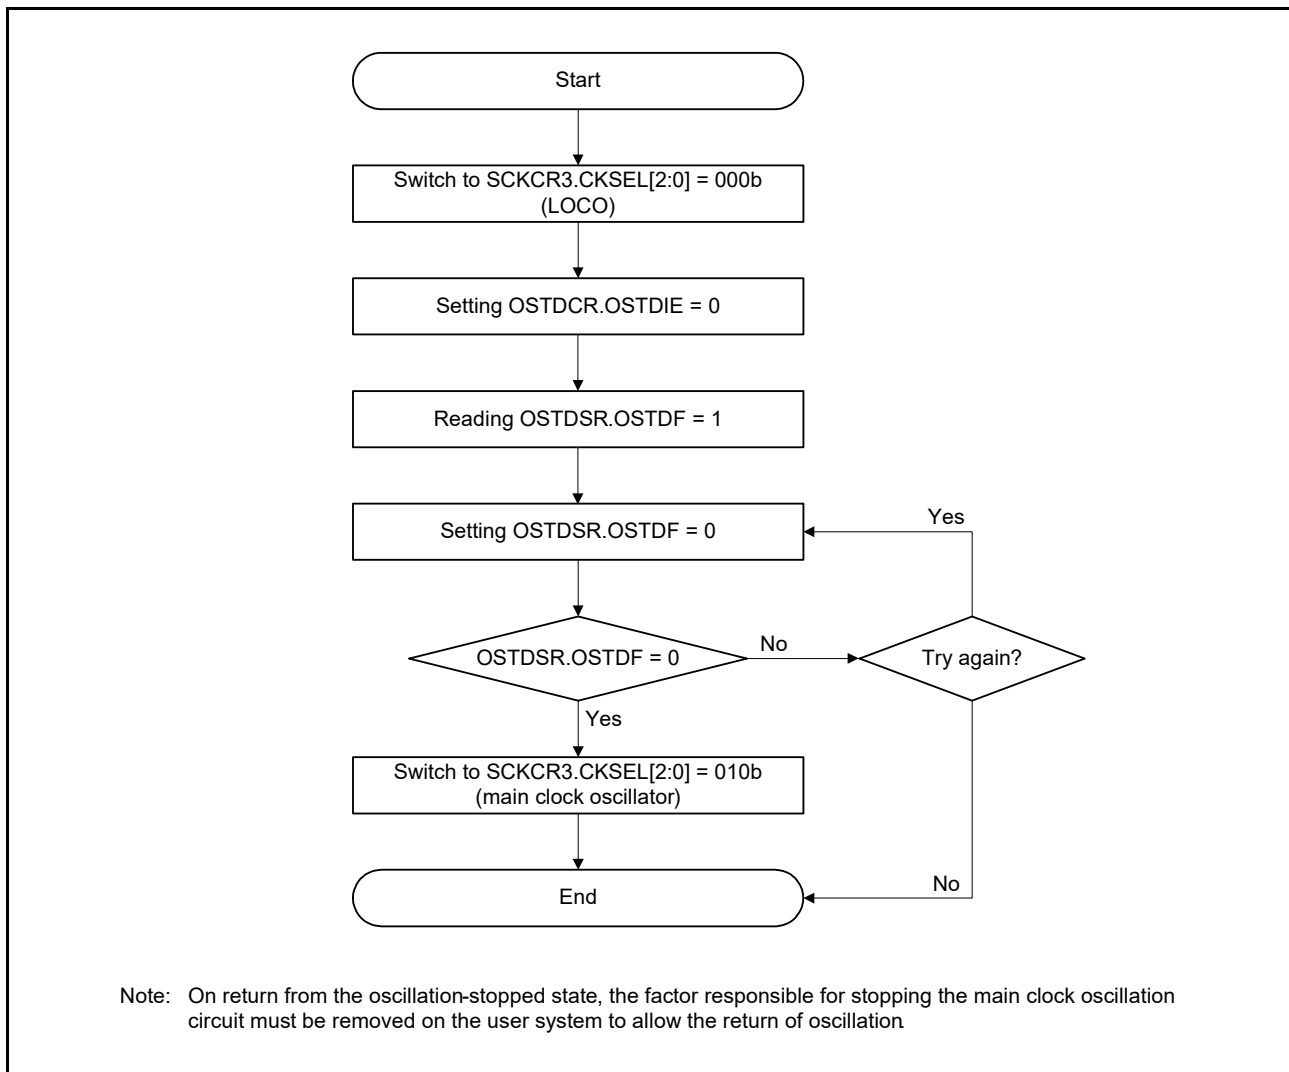 Start
Switch to SCKCR3.CKSEL[2:0] = 000b
(LOCO)
Setting OSTDCR.OSTDIE = 0
Reading OSTDSR.OSTDF = 1
Setting OSTDSR.OSTDF = 0
Yes
OSTDSR.OSTDF = 0
No
Try again?
Yes
Switch to SCKCR3.CKSEL[2:0] = 010b
(main clock oscillator)
No
End
Note: On return from the oscillation-stopped state, the factor responsible for stopping the main clock oscillation
circuit must be removed on the user system to allow the return of oscillation.